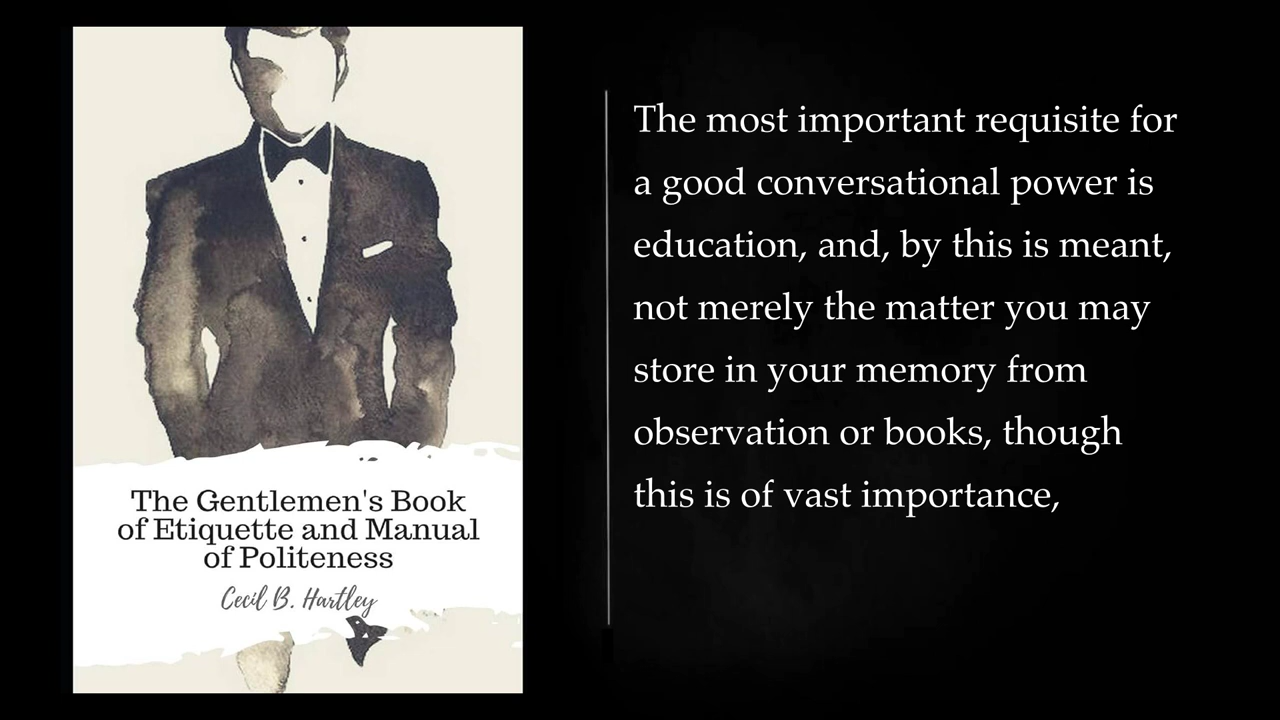 The Gentlemen's Book
of Etiquette and Manual
of Politeness
Cecil B. Hartley
The most important requisite for
a good conversational power is
education, and, by this is meant,
not merely the matter you may
store in your memory from
observation or books, though
this is of vast importance,